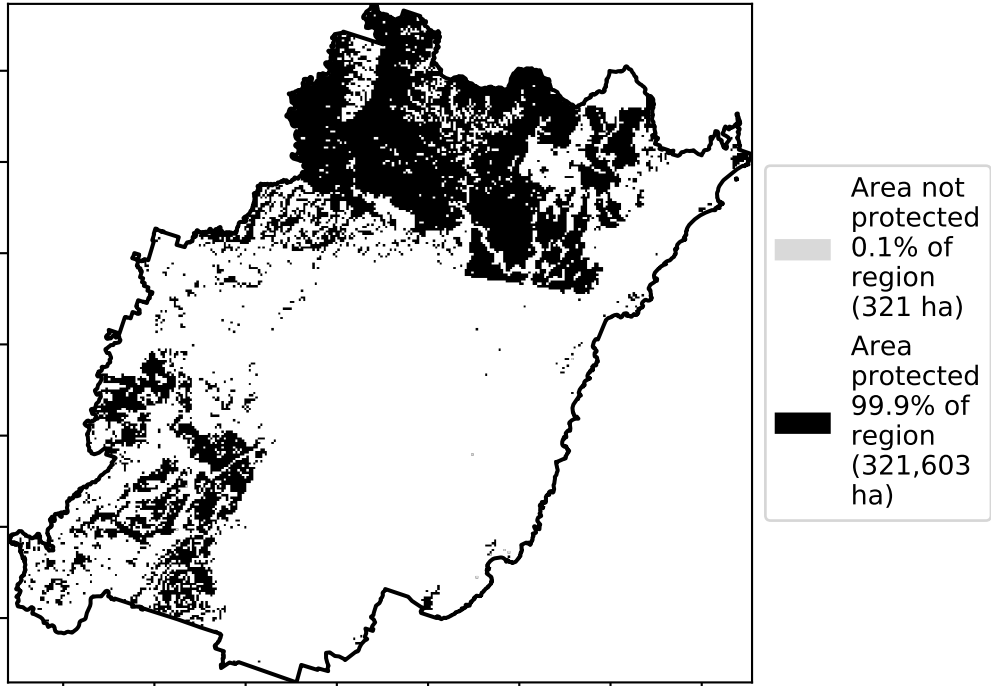 Area not
protected
0.1% of
region
(321 ha)
Area
protected
99.9% of
region
(321,603
ha)